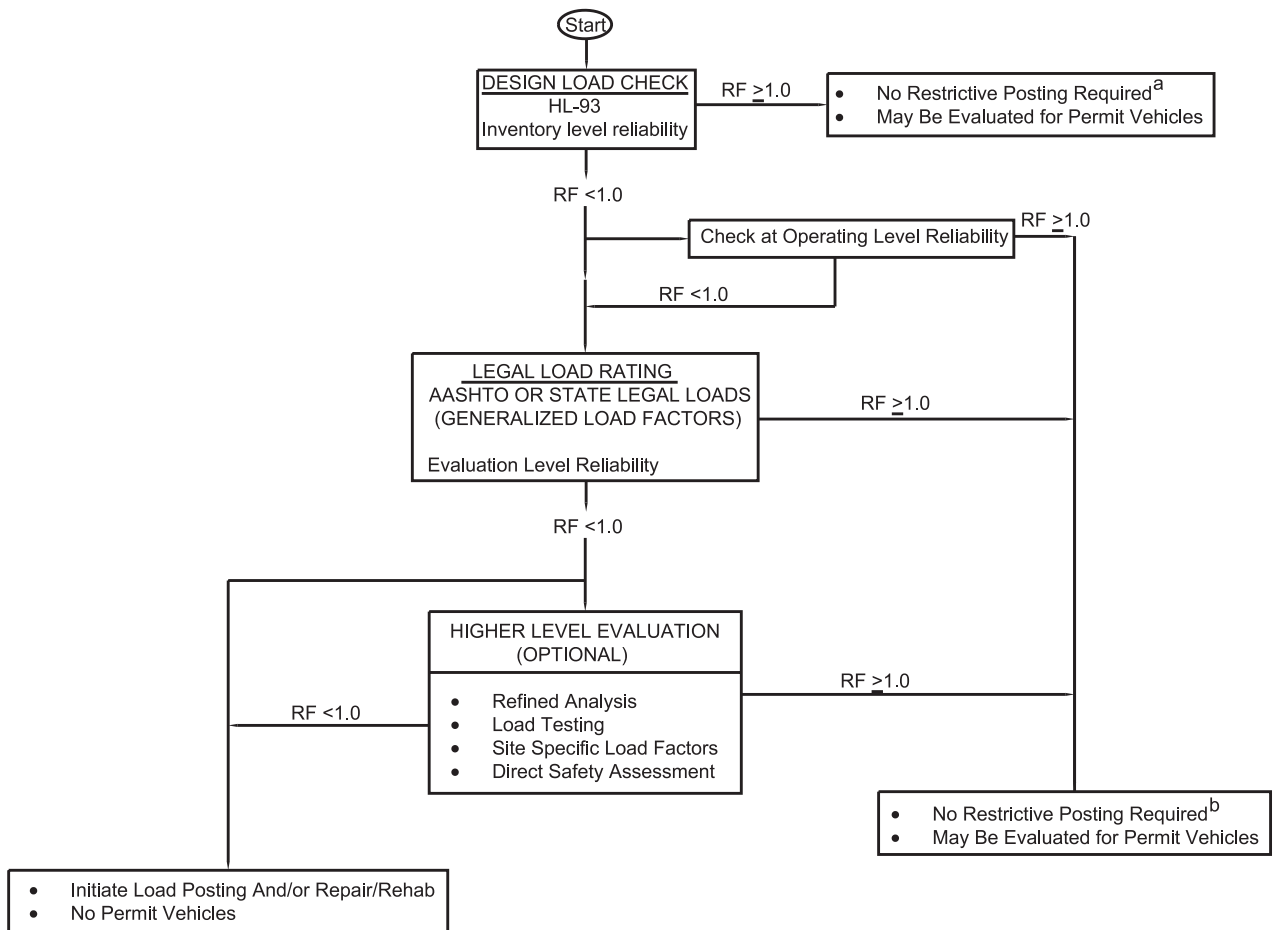 Start
DESIGN LOAD CHECK
HL-93
Inventory level reliability
RF ≥1.0
• No Restrictive Posting Requiredᵃ
• May Be Evaluated for Permit Vehicles
RF <1.0
Check at Operating Level Reliability
RF ≥1.0
RF <1.0
LEGAL LOAD RATING
AASHTO OR STATE LEGAL LOADS
(GENERALIZED LOAD FACTORS)
Evaluation Level Reliability
RF ≥1.0
RF <1.0
HIGHER LEVEL EVALUATION
(OPTIONAL)
• Refined Analysis
• Load Testing
• Site Specific Load Factors
• Direct Safety Assessment
RF ≥1.0
RF <1.0
• No Restrictive Posting Requiredᵇ
• May Be Evaluated for Permit Vehicles
• Initiate Load Posting And/or Repair/Rehab
• No Permit Vehicles